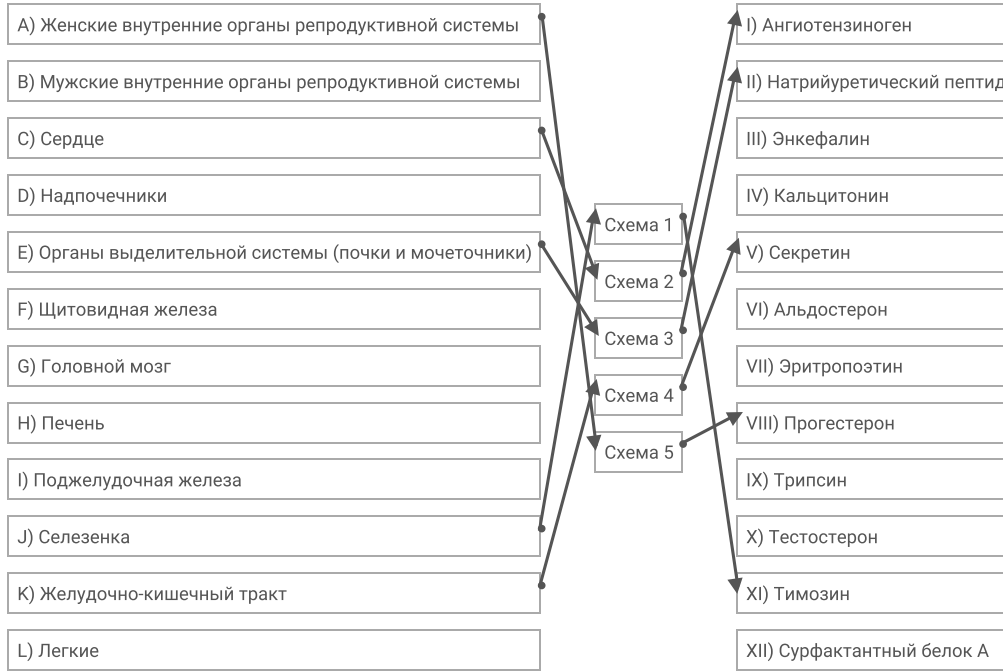 A) Женские внутренние органы репродуктивной системы
B) Мужские внутренние органы репродуктивной системы
C) Сердце
D) Надпочечники
E) Органы выделительной системы (почки и мочеточники)
F) Щитовидная железа
G) Головной мозг
H) Печень
I) Поджелудочная железа
J) Селезенка
K) Желудочно-кишечный тракт
L) Легкие
Схема 1
Схема 2
Схема 3
Схема 4
Схема 5
I) Ангиотензиноген
II) Натрийуретический пептид
III) Энкефалин
IV) Кальцитонин
V) Секретин
VI) Альдостерон
VII) Эритропоэтин
VIII) Прогестерон
IX) Трипсин
X) Тестостерон
XI) Тимозин
XII) Сурфактантный белок А